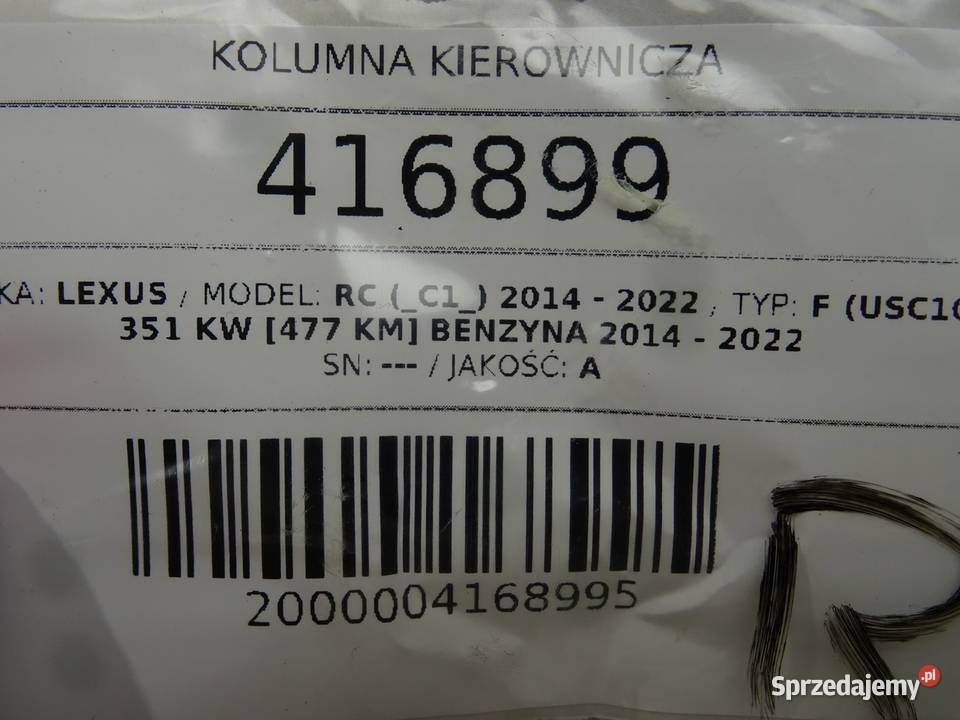 KOLUMNA KIEROWNICZA
416899
KA: LEXUS / MODEL: RC (_C1_) 2014 - 2022 / TYP: F (USC10
351 KW [477 KM] BENZYNA 2014 - 2022
SN: --- / JAKOŚĆ: A
2000004168995
R
Sprzedajemy.pl